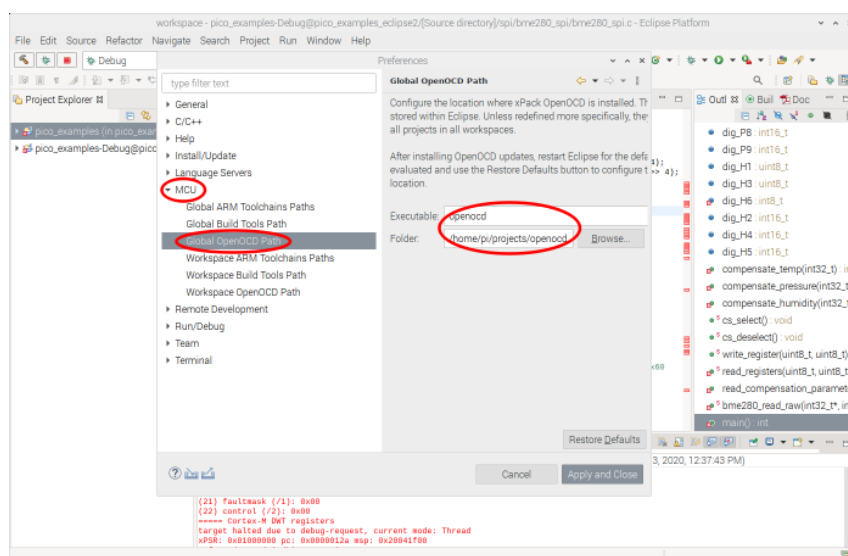 workspace - pico_examples-Debug@pico_examples_eclipse2/[Source directory]/spi/bme280_spi/bme280_spi.c - Eclipse Platform
File Edit Source Refactor Navigate Search Project Run Window Help
Debug
Preferences
Project Explorer
pico_examples (in pico_exam
pico_examples-Debug@pico
type filter text
General
C/C++
Help
Install/Update
Language Servers
MCU
Global ARM Toolchains Paths
Global Build Tools Path
Global OpenOCD Path
Workspace ARM Toolchains Paths
Workspace Build Tools Path
Workspace OpenOCD Path
Remote Development
Run/Debug
Team
Terminal
Global OpenOCD Path
Configure the location where xPack OpenOCD is installed. Th
stored within Eclipse. Unless redefined more specifically, they
all projects in all workspaces.
After installing OpenOCD updates, restart Eclipse for the defa
evaluated and use the Restore Defaults button to configure t
location.
Executable: openocd
Folder: /home/pi/projects/openocd Browse...
Restore Defaults
Cancel Apply and Close
4);
>> 4);
x60
Outl Buil Doc
dig_P8 : int16_t
dig_P9 : int16_t
dig_H1 : uint8_t
dig_H3 : uint8_t
dig_H6 : int8_t
dig_H2 : int16_t
dig_H4 : int16_t
dig_H5 : int16_t
compensate_temp(int32_t) : i
compensate_pressure(int32_t
compensate_humidity(int32_t
cs_select() : void
cs_deselect() : void
write_register(uint8_t, uint8_t)
read_registers(uint8_t, uint8_t
read_compensation_paramet
bme280_read_raw(int32_t*, in
main() : int
3, 2020, 12:37:43 PM)
(21) faultmask (/1): 0x00
(22) control (/2): 0x00
===== Cortex-M DWT registers
target halted due to debug-request, current mode: Thread
xPSR: 0x01000000 pc: 0x0000012a msp: 0x20041f00